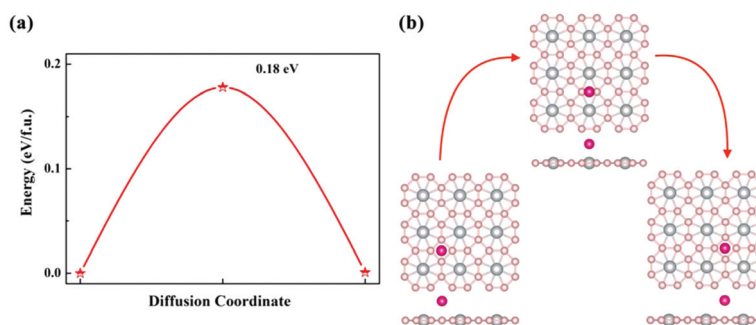 (a)
0.2
0.18 eV
0.1
0.0
Energy (eV/f.u.)
Diffusion Coordinate
(b)